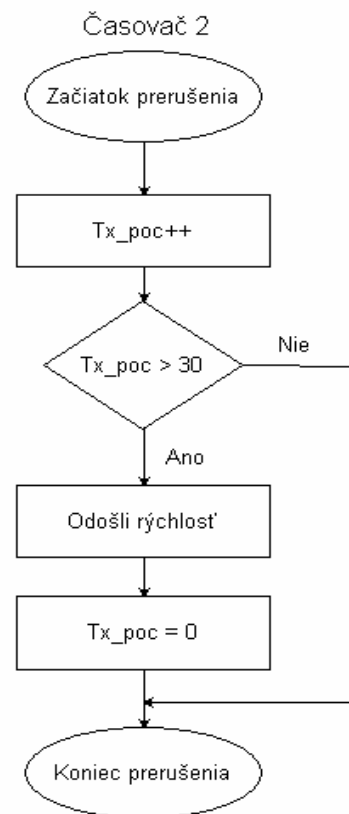 Časovač 2
Začiatok prerušenia
Tx_poc++
Tx_poc > 30
Nie
Ano
Odošli rýchlosť
Tx_poc = 0
Koniec prerušenia